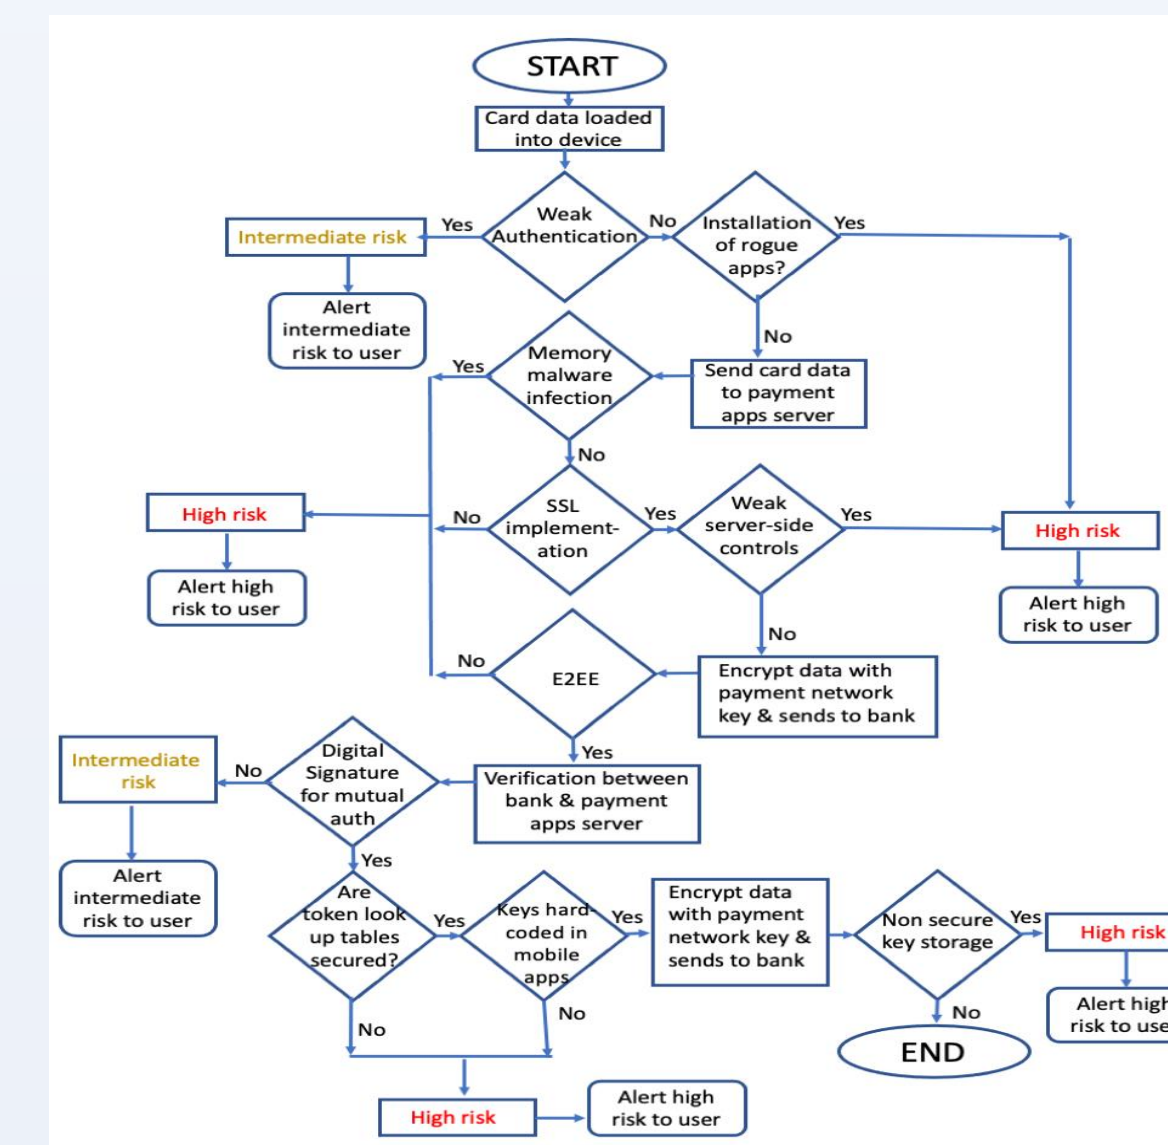 START
Card data loaded
into device
Weak
Authentication
Yes
No
Installation
of rogue
apps?
Yes
Intermediate risk
Alert
intermediate
risk to user
No
Send card data
to payment
apps server
Memory
malware
infection
Yes
No
SSL
implement-
ation
No
Yes
Weak
server-side
controls
Yes
High risk
Alert high
risk to user
High risk
Alert high
risk to user
No
Encrypt data with
payment network
key & sends to bank
E2EE
No
Yes
Verification between
bank & payment
apps server
Digital
Signature
for mutual
auth
No
Intermediate
risk
Alert
intermediate
risk to user
Yes
Are
token look
up tables
secured?
Yes
Keys hard-
coded in
mobile
apps
Yes
Encrypt data
with payment
network key &
sends to bank
Non secure
key storage
Yes
High risk
Alert high
risk to use
No
END
No
No
High risk
Alert high
risk to user